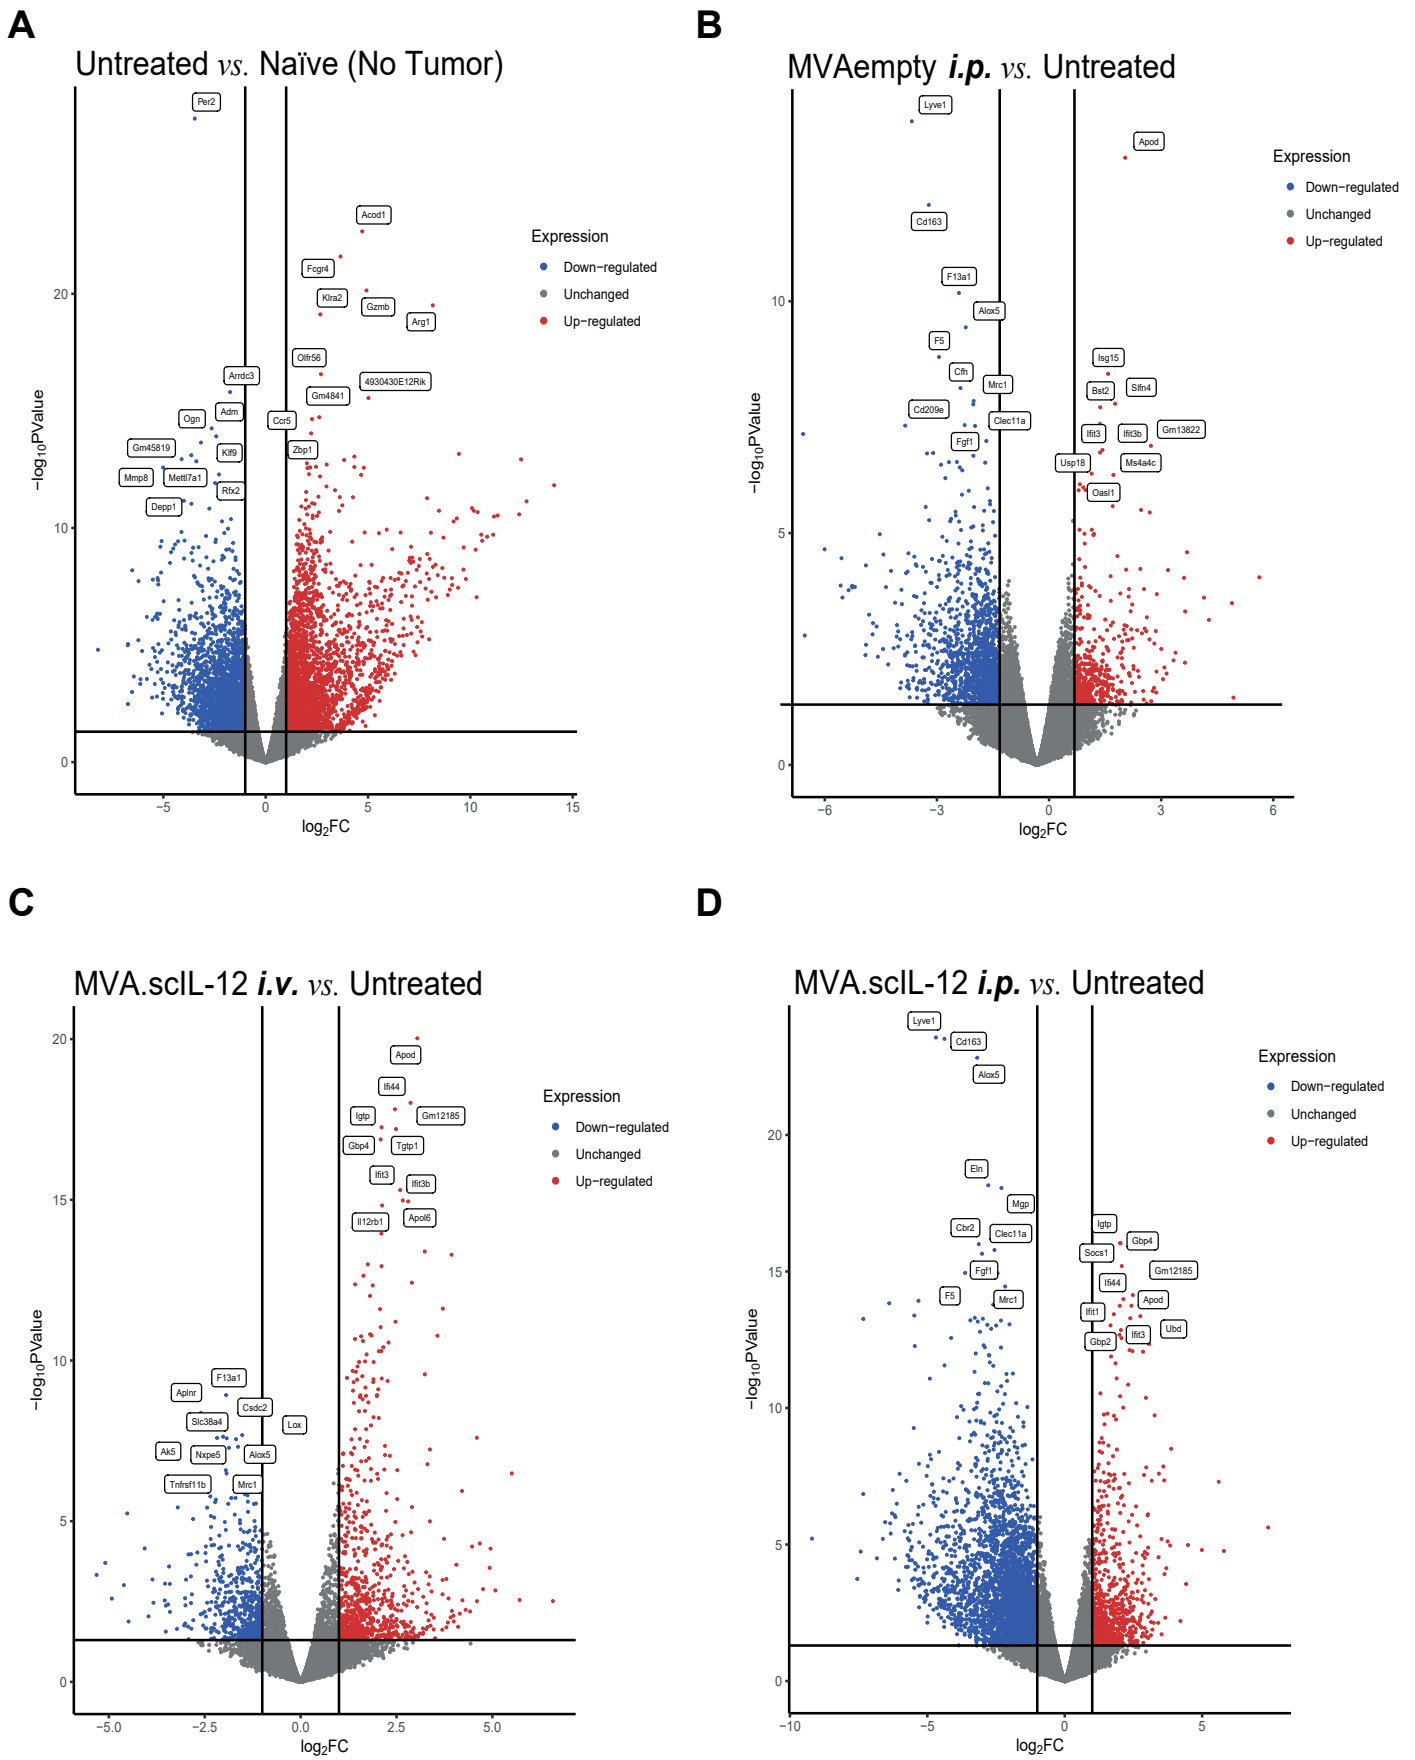 A
Untreated vs. Naïve (No Tumor)
Per2
Acod1
Fcgr4
Klra2
Gzmb
Arg1
Olfr56
4930430E12Rik
Gm4841
Arrdc3
Adm
Ogn
Ccr5
Zbp1
Gm45819
Klf9
Mmp8
Mettl7a1
Rfx2
Depp1
Expression
Down−regulated
Unchanged
Up−regulated
−log10PValue
20
10
0
−5
0
5
10
15
log2FC
B
MVAempty i.p. vs. Untreated
Lyve1
Apod
Cd163
F13a1
Alox5
F5
Cfh
Mrc1
Cd209e
Clec11a
Fgf1
Isg15
Bst2
Slfn4
Ifit3
Ifit3b
Gm13822
Usp18
Ms4a4c
Oasl1
Expression
Down−regulated
Unchanged
Up−regulated
−log10PValue
10
5
0
−6
−3
0
3
6
log2FC
C
MVA.scIL-12 i.v. vs. Untreated
Apod
Ifi44
Igtp
Gm12185
Gbp4
Tgtp1
Ifit3
Ifit3b
Il12rb1
Apol6
F13a1
Aplnr
Csdc2
Slc38a4
Lox
Ak5
Nxpe5
Alox5
Tnfrsf11b
Mrc1
Expression
Down−regulated
Unchanged
Up−regulated
−log10PValue
20
15
10
5
0
−5.0
−2.5
0.0
2.5
5.0
log2FC
D
MVA.scIL-12 i.p. vs. Untreated
Lyve1
Cd163
Alox5
Eln
Mgp
Cbr2
Clec11a
Fgf1
F5
Mrc1
Igtp
Gbp4
Socs1
Gm12185
Ifi44
Apod
Ifit1
Ubd
Ifit3
Gbp2
Expression
Down−regulated
Unchanged
Up−regulated
−log10PValue
20
15
10
5
0
−10
−5
0
5
log2FC